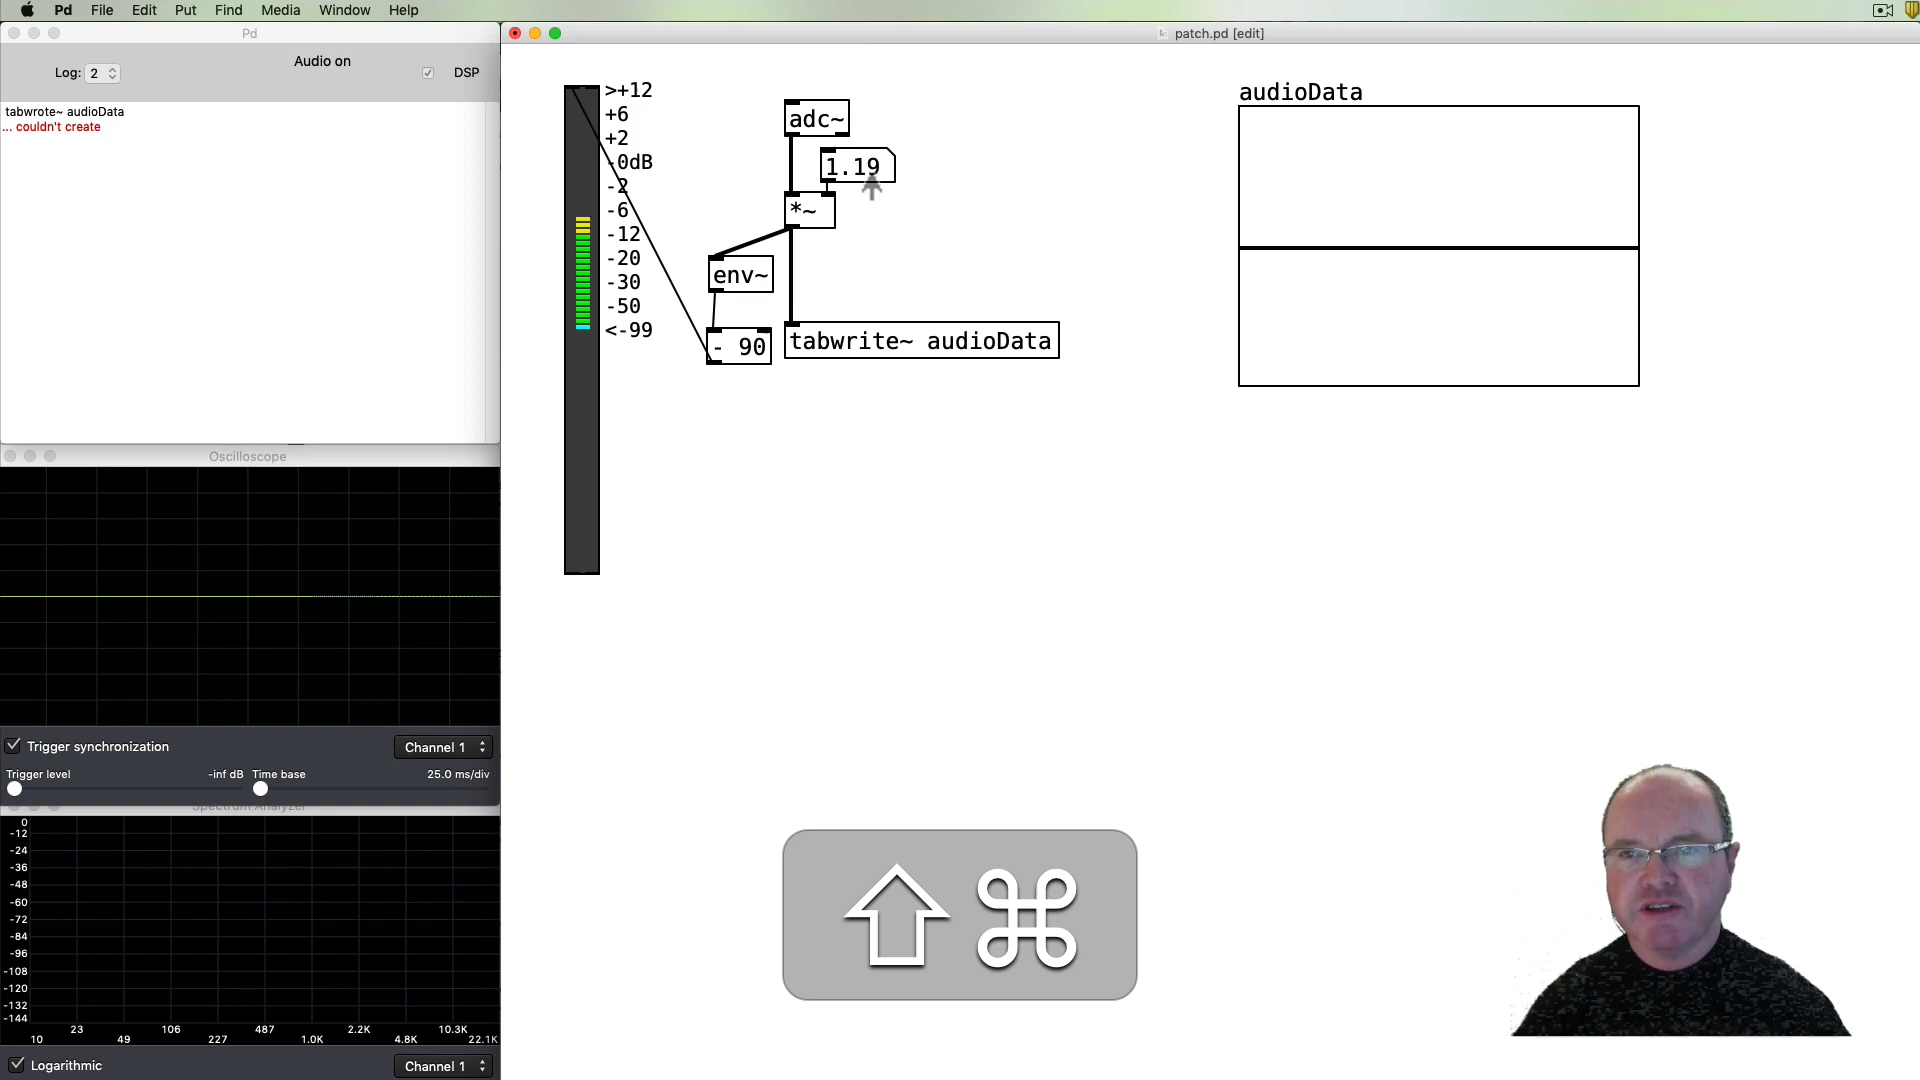 Pd File Edit Put Find Media Window Help
Pd
Audio on
Log: 2
DSP
tabwrote~ audioData
... couldn't create
patch.pd [edit]
>+12
+6
+2
-0dB
-2
-6
-12
-20
-30
-50
<-99
adc~
1.19
*~
env~
- 90
tabwrite~ audioData
audioData
Oscilloscope
Trigger synchronization
Channel 1
Trigger level
-inf dB
Time base
25.0 ms/div
Spectrum Analyzer
0
-12
-24
-36
-48
-60
-72
-84
-96
-108
-120
-132
-144
23 106 487 2.2K 10.3K
10 49 227 1.0K 4.8K 22.1K
Logarithmic
Channel 1